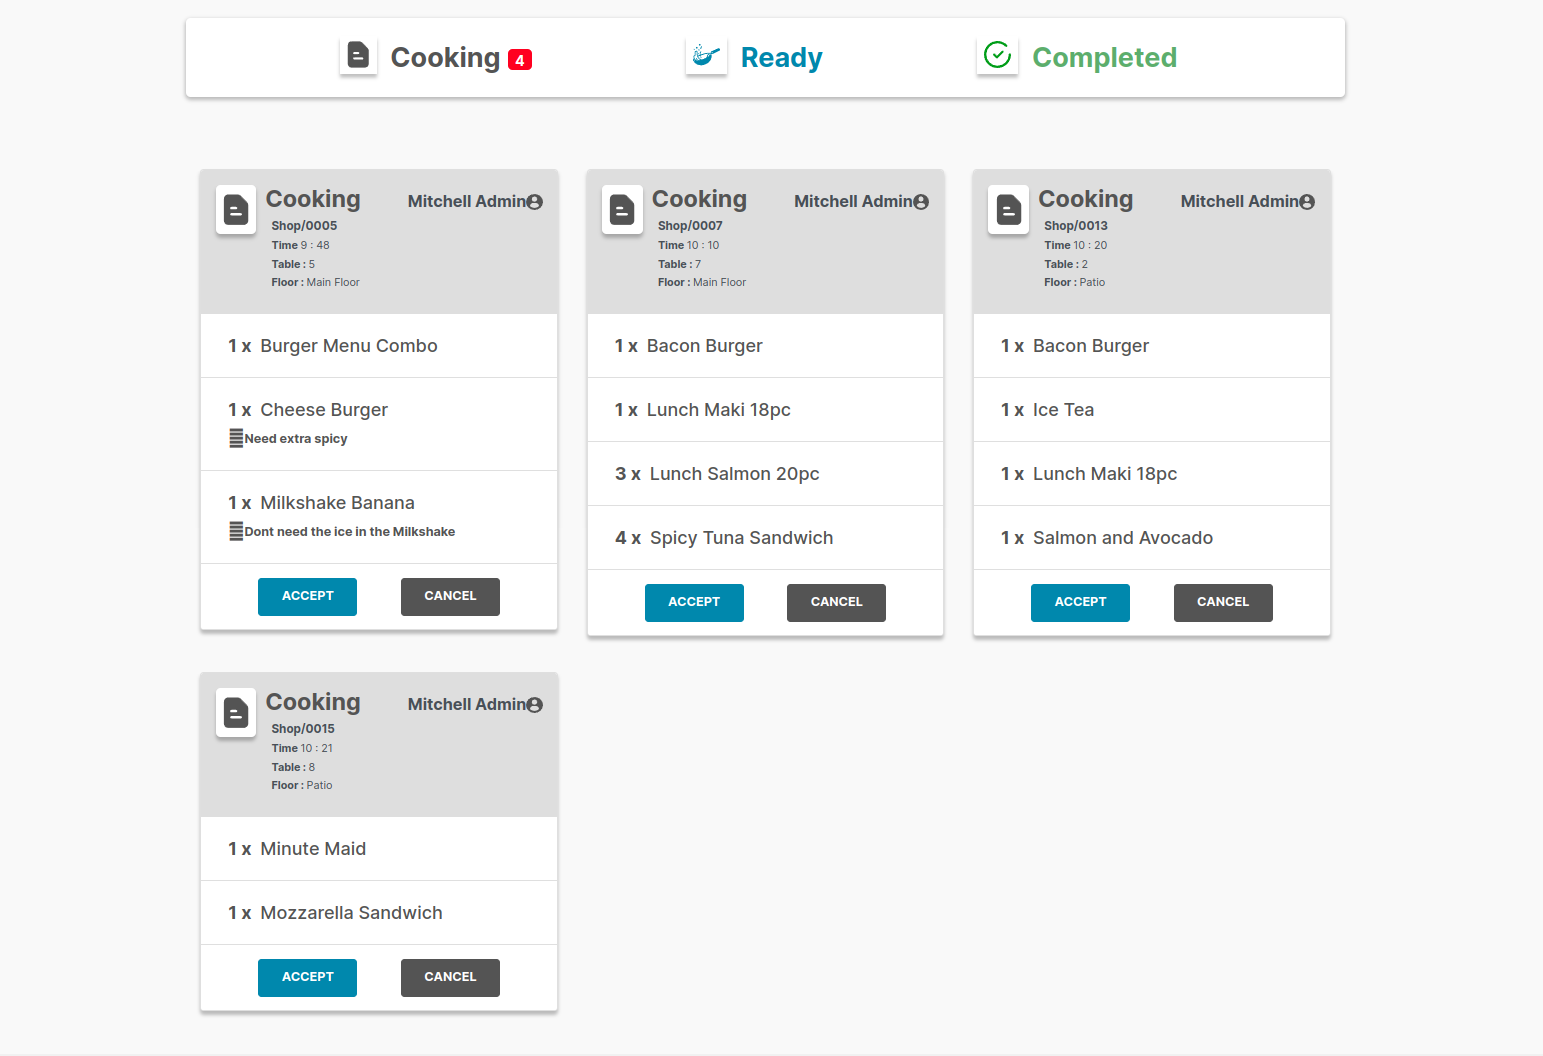 Cooking 4
Ready
Completed
Cooking
Mitchell Admin
Shop/0005
Time 9 : 48
Table : 5
Floor : Main Floor
1 x Burger Menu Combo
1 x Cheese Burger
Need extra spicy
1 x Milkshake Banana
Dont need the ice in the Milkshake
ACCEPT
CANCEL
Cooking
Mitchell Admin
Shop/0007
Time 10 : 10
Table : 7
Floor : Main Floor
1 x Bacon Burger
1 x Lunch Maki 18pc
3 x Lunch Salmon 20pc
4 x Spicy Tuna Sandwich
ACCEPT
CANCEL
Cooking
Mitchell Admin
Shop/0013
Time 10 : 20
Table : 2
Floor : Patio
1 x Bacon Burger
1 x Ice Tea
1 x Lunch Maki 18pc
1 x Salmon and Avocado
ACCEPT
CANCEL
Cooking
Mitchell Admin
Shop/0015
Time 10 : 21
Table : 8
Floor : Patio
1 x Minute Maid
1 x Mozzarella Sandwich
ACCEPT
CANCEL